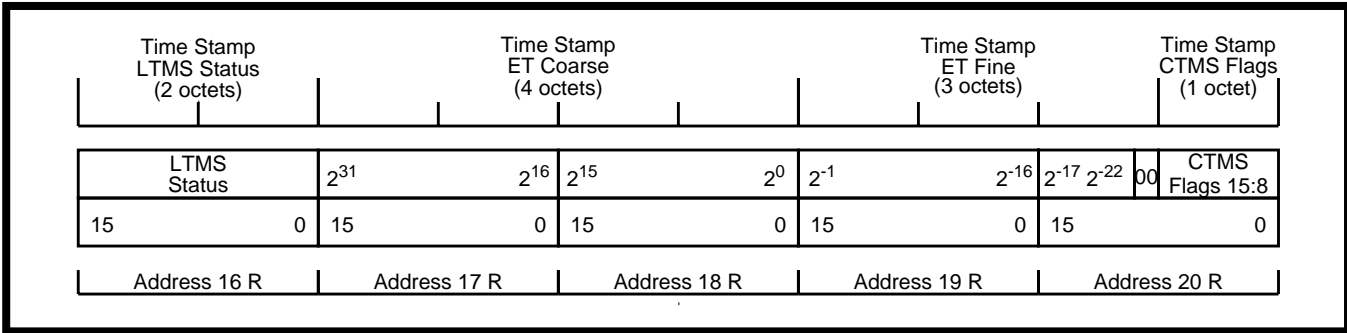 Time Stamp
LTMS Status
(2 octets)
Time Stamp
ET Coarse
(4 octets)
Time Stamp
ET Fine
(3 octets)
Time Stamp
CTMS Flags
(1 octet)
LTMS
Status
2^31 2^16 2^15 2^0 2^-1 2^-16 2^-17 2^-22 00
CTMS
Flags 15:8
15 0 15 0 15 0 15 0 15 0
Address 16 R Address 17 R Address 18 R Address 19 R Address 20 R